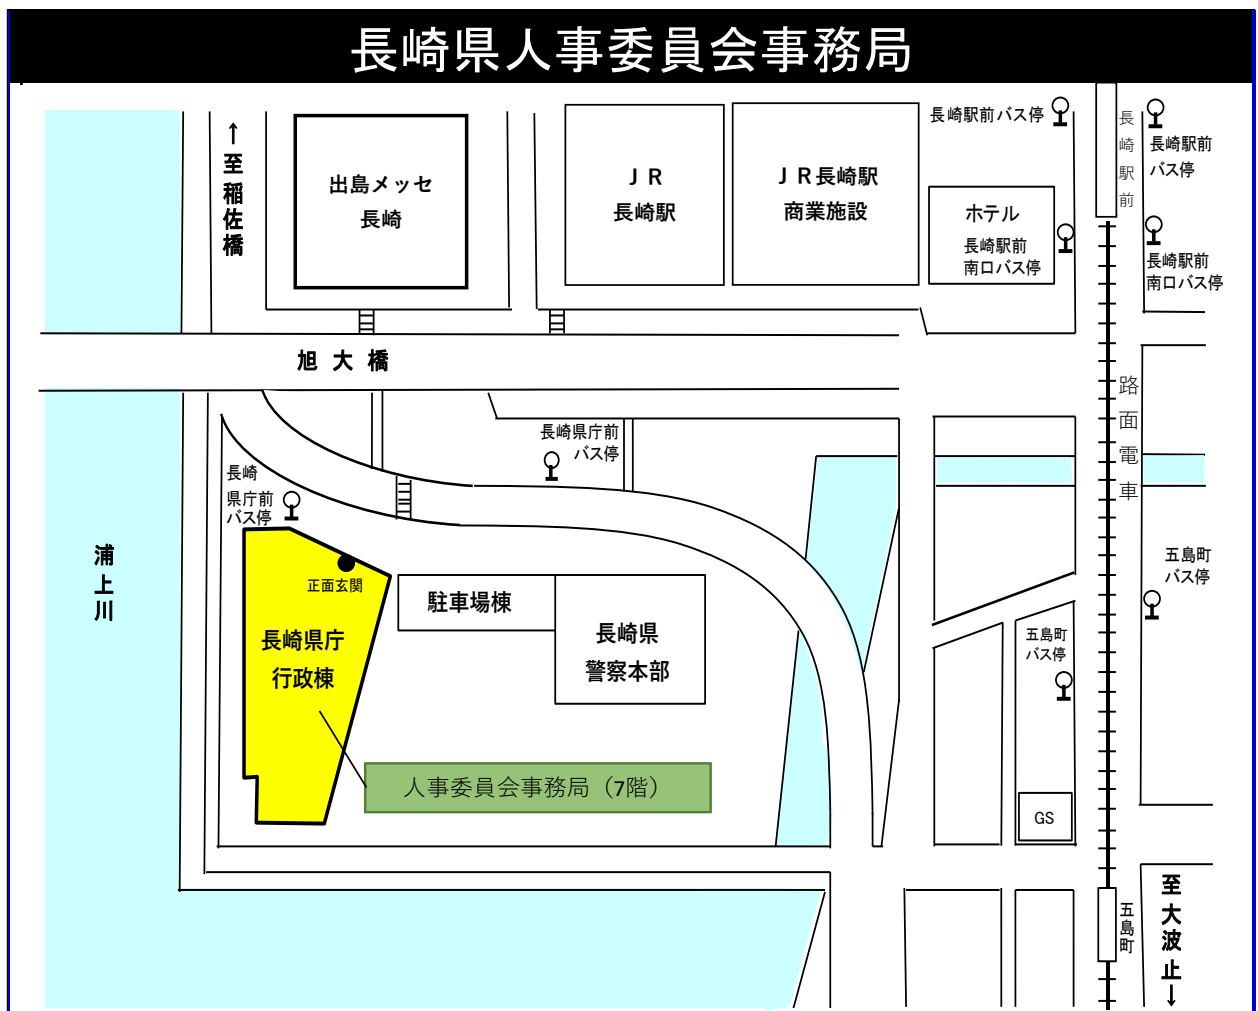 長崎県人事委員会事務局
↑至稲佐橋
出島メッセ
長崎
ＪＲ
長崎駅
ＪＲ長崎駅
商業施設
長崎駅前バス停
ホテル
長崎駅前
南口バス停
長崎駅前
長崎駅前
バス停
長崎駅前
南口バス停
旭大橋
路面電車
長崎県庁前
バス停
長崎
県庁前
バス停
浦上川
正面玄関
長崎県庁
行政棟
駐車場棟
長崎県
警察本部
五島町
バス停
五島町
バス停
人事委員会事務局（7階）
GS
五島町
至大波止↓